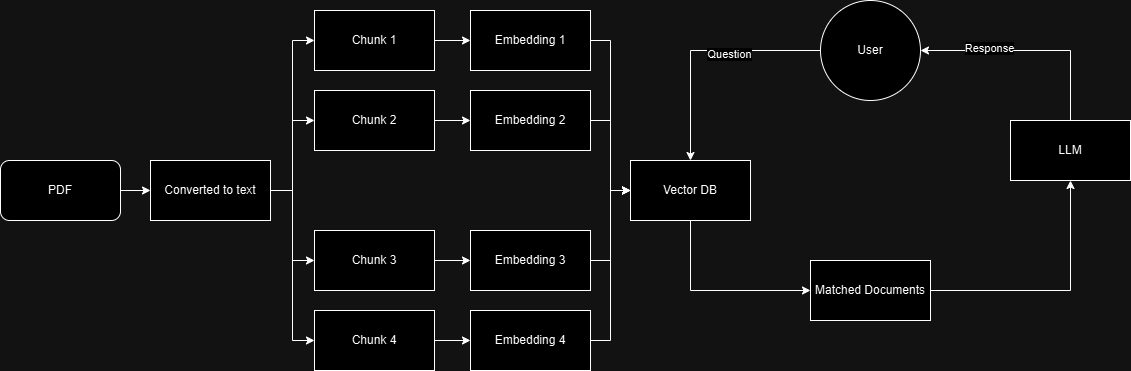 PDF
Converted to text
Chunk 1
Embedding 1
Chunk 2
Embedding 2
Chunk 3
Embedding 3
Chunk 4
Embedding 4
Vector DB
Question
User
Response
LLM
Matched Documents